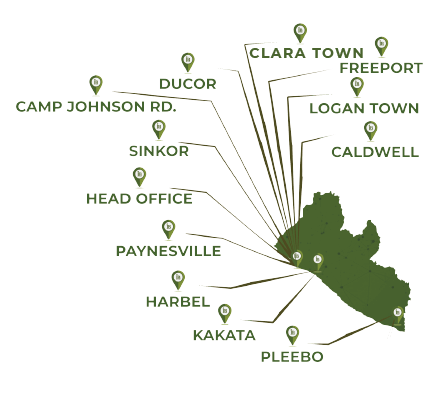 CLARA TOWN
FREEPORT
DUCOR
CAMP JOHNSON RD.
LOGAN TOWN
SINKOR
CALDWELL
HEAD OFFICE
PAYNESVILLE
HARBEL
KAKATA
PLEEBO